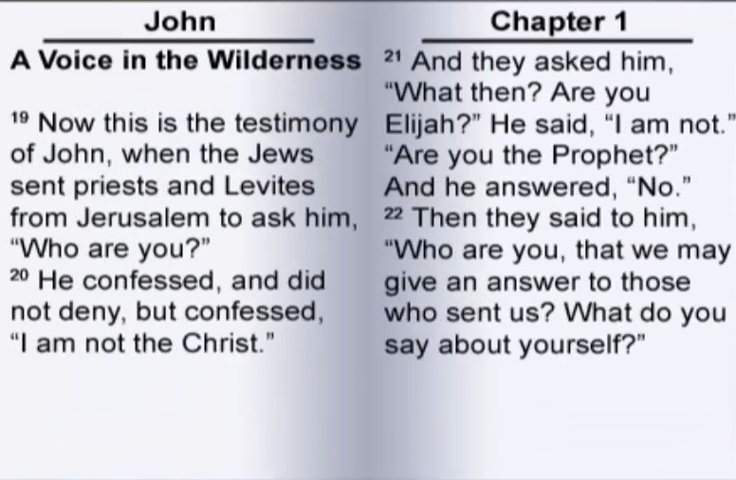 John
A Voice in the Wilderness
¹⁹ Now this is the testimony
of John, when the Jews
sent priests and Levites
from Jerusalem to ask him,
“Who are you?”
²⁰ He confessed, and did
not deny, but confessed,
“I am not the Christ.”
Chapter 1
²¹ And they asked him,
“What then? Are you
Elijah?” He said, “I am not.”
“Are you the Prophet?”
And he answered, “No.”
²² Then they said to him,
“Who are you, that we may
give an answer to those
who sent us? What do you
say about yourself?”